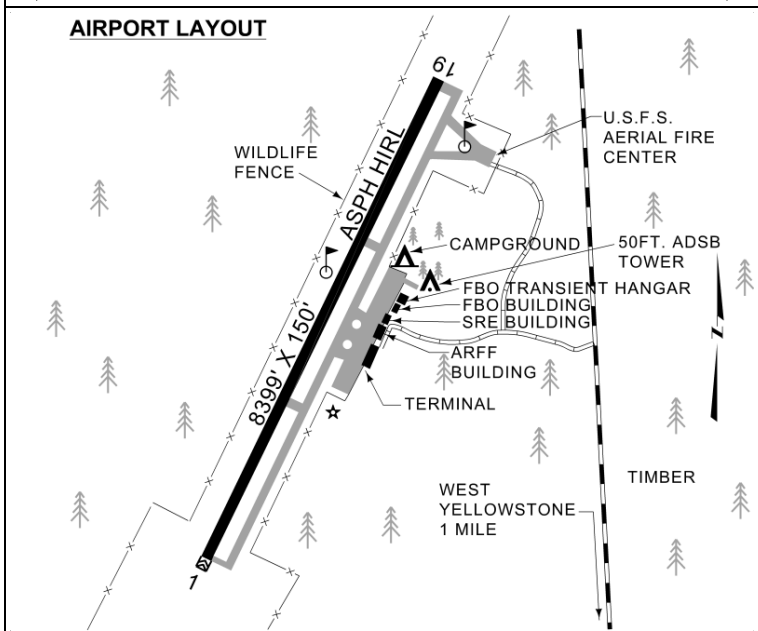 AIRPORT LAYOUT
19
U.S.F.S.
AERIAL FIRE
CENTER
WILDLIFE
FENCE
ASPH HIRL
CAMPGROUND
50FT. ADSB
TOWER
FBO TRANSIENT HANGAR
FBO BUILDING
SRE BUILDING
ARFF
BUILDING
8399' X 150'
TERMINAL
N
TIMBER
WEST
YELLOWSTONE
1 MILE
1